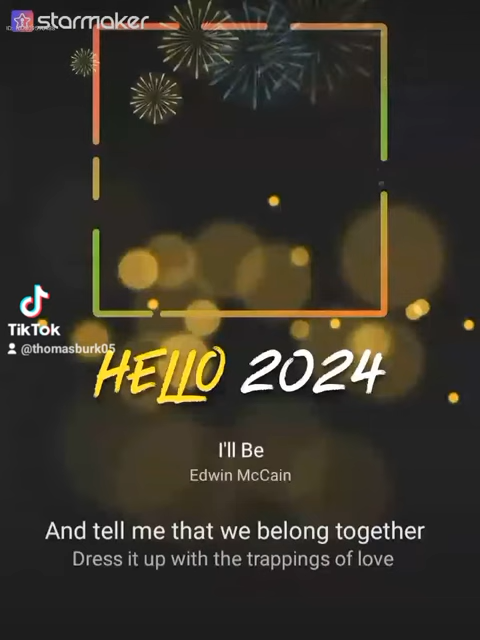 starmaker
HELLO 2024
TikTok
@thomasburk05
I'll Be
Edwin McCain
And tell me that we belong together
Dress it up with the trappings of love